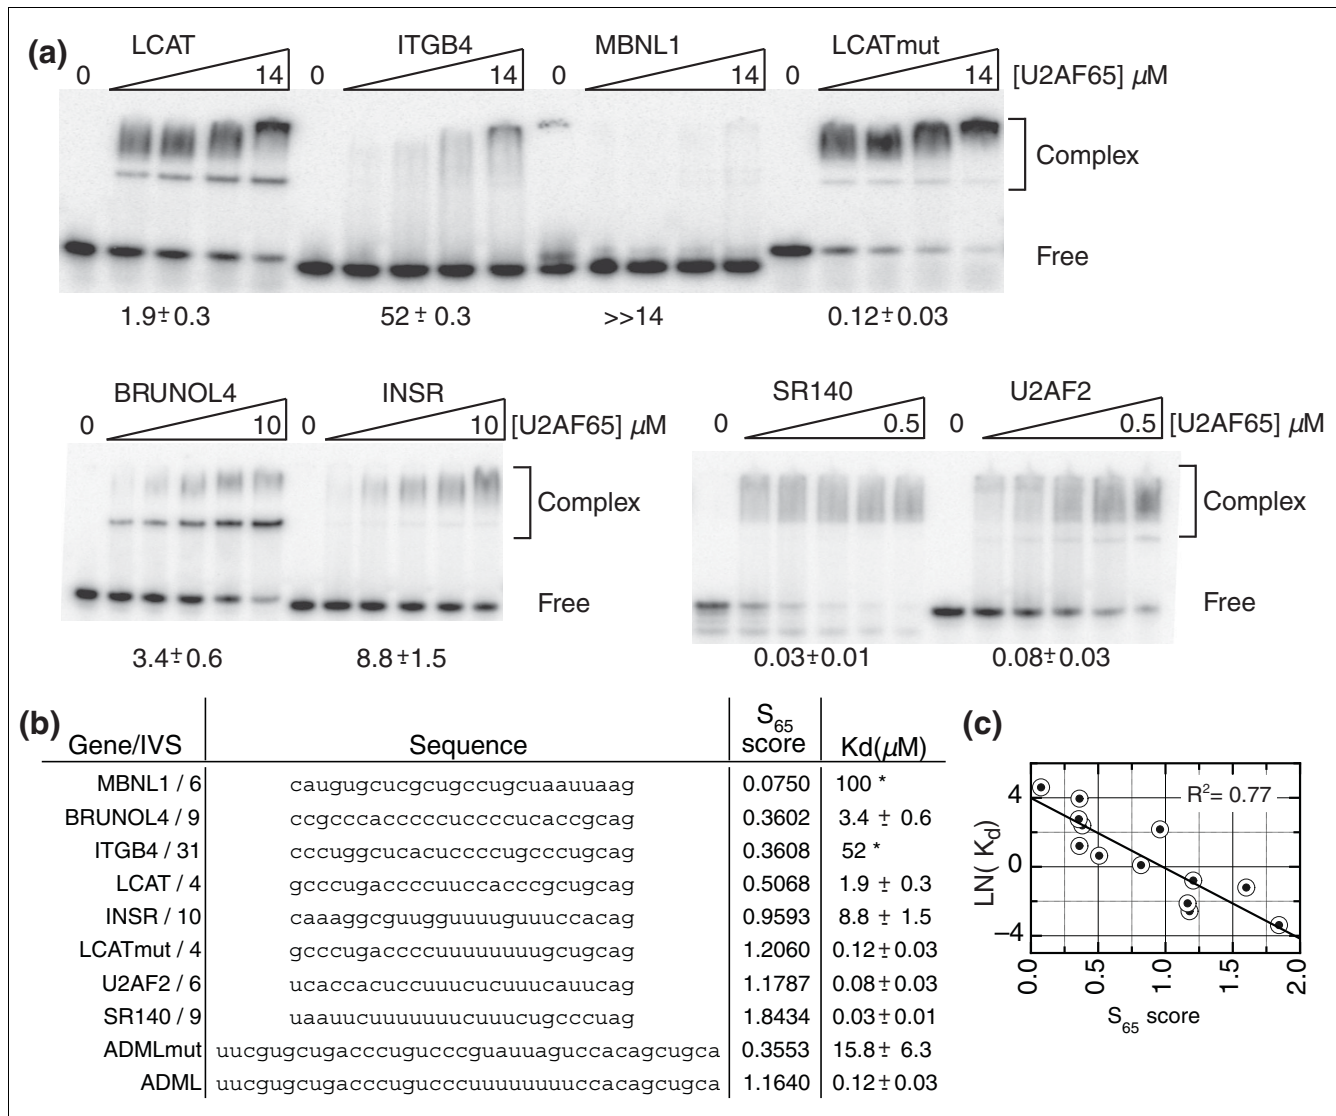 (a)
LCAT ITGB4 MBNL1 LCATmut
0 14 0 14 0 14 0 14 [U2AF65] µM
Complex
Free
1.9±0.3 52±0.3 >>14 0.12±0.03
BRUNOL4 INSR SR140 U2AF2
0 10 0 10 [U2AF65] µM 0 0.5 0 0.5 [U2AF65] µM
Complex Complex
Free Free
3.4±0.6 8.8±1.5 0.03±0.01 0.08±0.03
(b)
Gene/IVS Sequence S65 score Kd(µM)
MBNL1 / 6 caugugcucgcugccugcuaauuaag 0.0750 100 *
BRUNOL4 / 9 ccgcccacccccuccccucaccgcag 0.3602 3.4 ± 0.6
ITGB4 / 31 cccuggcucacuccccugcccugcag 0.3608 52 *
LCAT / 4 gcccugaccccuuccacccgcugcag 0.5068 1.9 ± 0.3
INSR / 10 caaaggcguugguuuuguuuccacag 0.9593 8.8 ± 1.5
LCATmut / 4 gcccugaccccuuuuuuuugcugcag 1.2060 0.12±0.03
U2AF2 / 6 ucaccacuccuuucucuuucauucag 1.1787 0.08±0.03
SR140 / 9 uaauucuuuuuuucuuucugcccuag 1.8434 0.03±0.01
ADMLmut uucgugcugacccugucccguauuaguccacagcugca 0.3553 15.8 ± 6.3
ADML uucgugcugacccugucccuuuuuuuuccacagcugca 1.1640 0.12±0.03
(c)
R²= 0.77
LN( Kd)
4
0
−4
0.0 0.5 1.0 1.5 2.0
S65 score